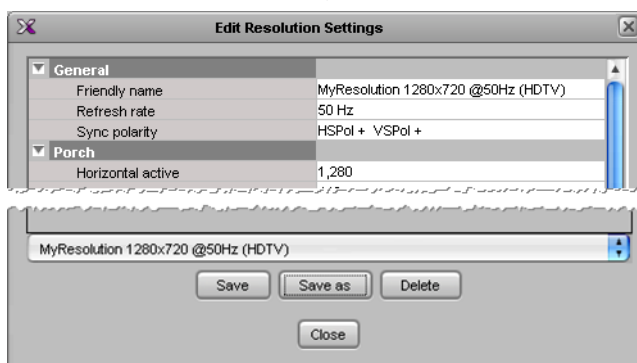 Edit Resolution Settings
General
Friendly name MyResolution 1280x720 @50Hz (HDTV)
Refresh rate 50 Hz
Sync polarity HSPol + VSPol +
Porch
Horizontal active 1,280
MyResolution 1280x720 @50Hz (HDTV)
Save Save as Delete
Close